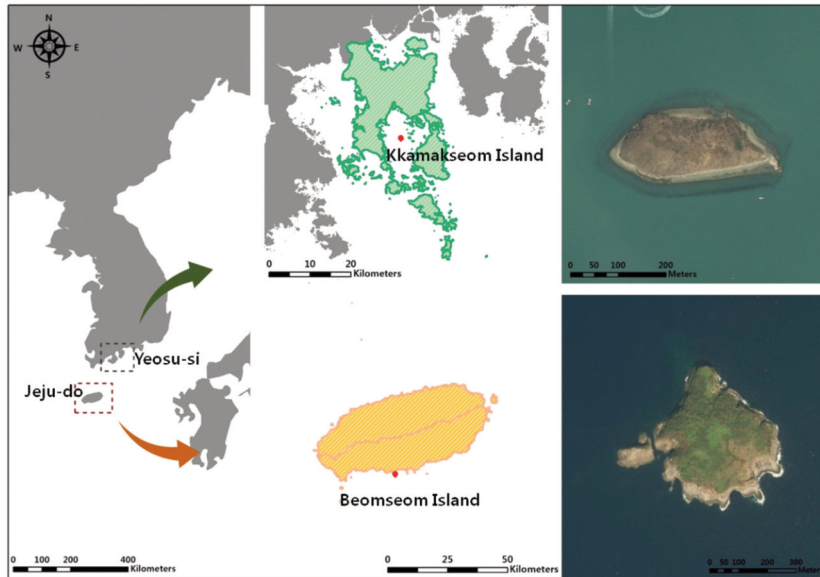 N
W E
S
Kkamakseom Island
0 10 20
Kilometers
0 50 100 200
Meters
Yeosu-si
Jeju-do
Beomseom Island
0 100 200 400
Kilometers
0 25 50
Kilometers
0 50 100 200 300
Meters